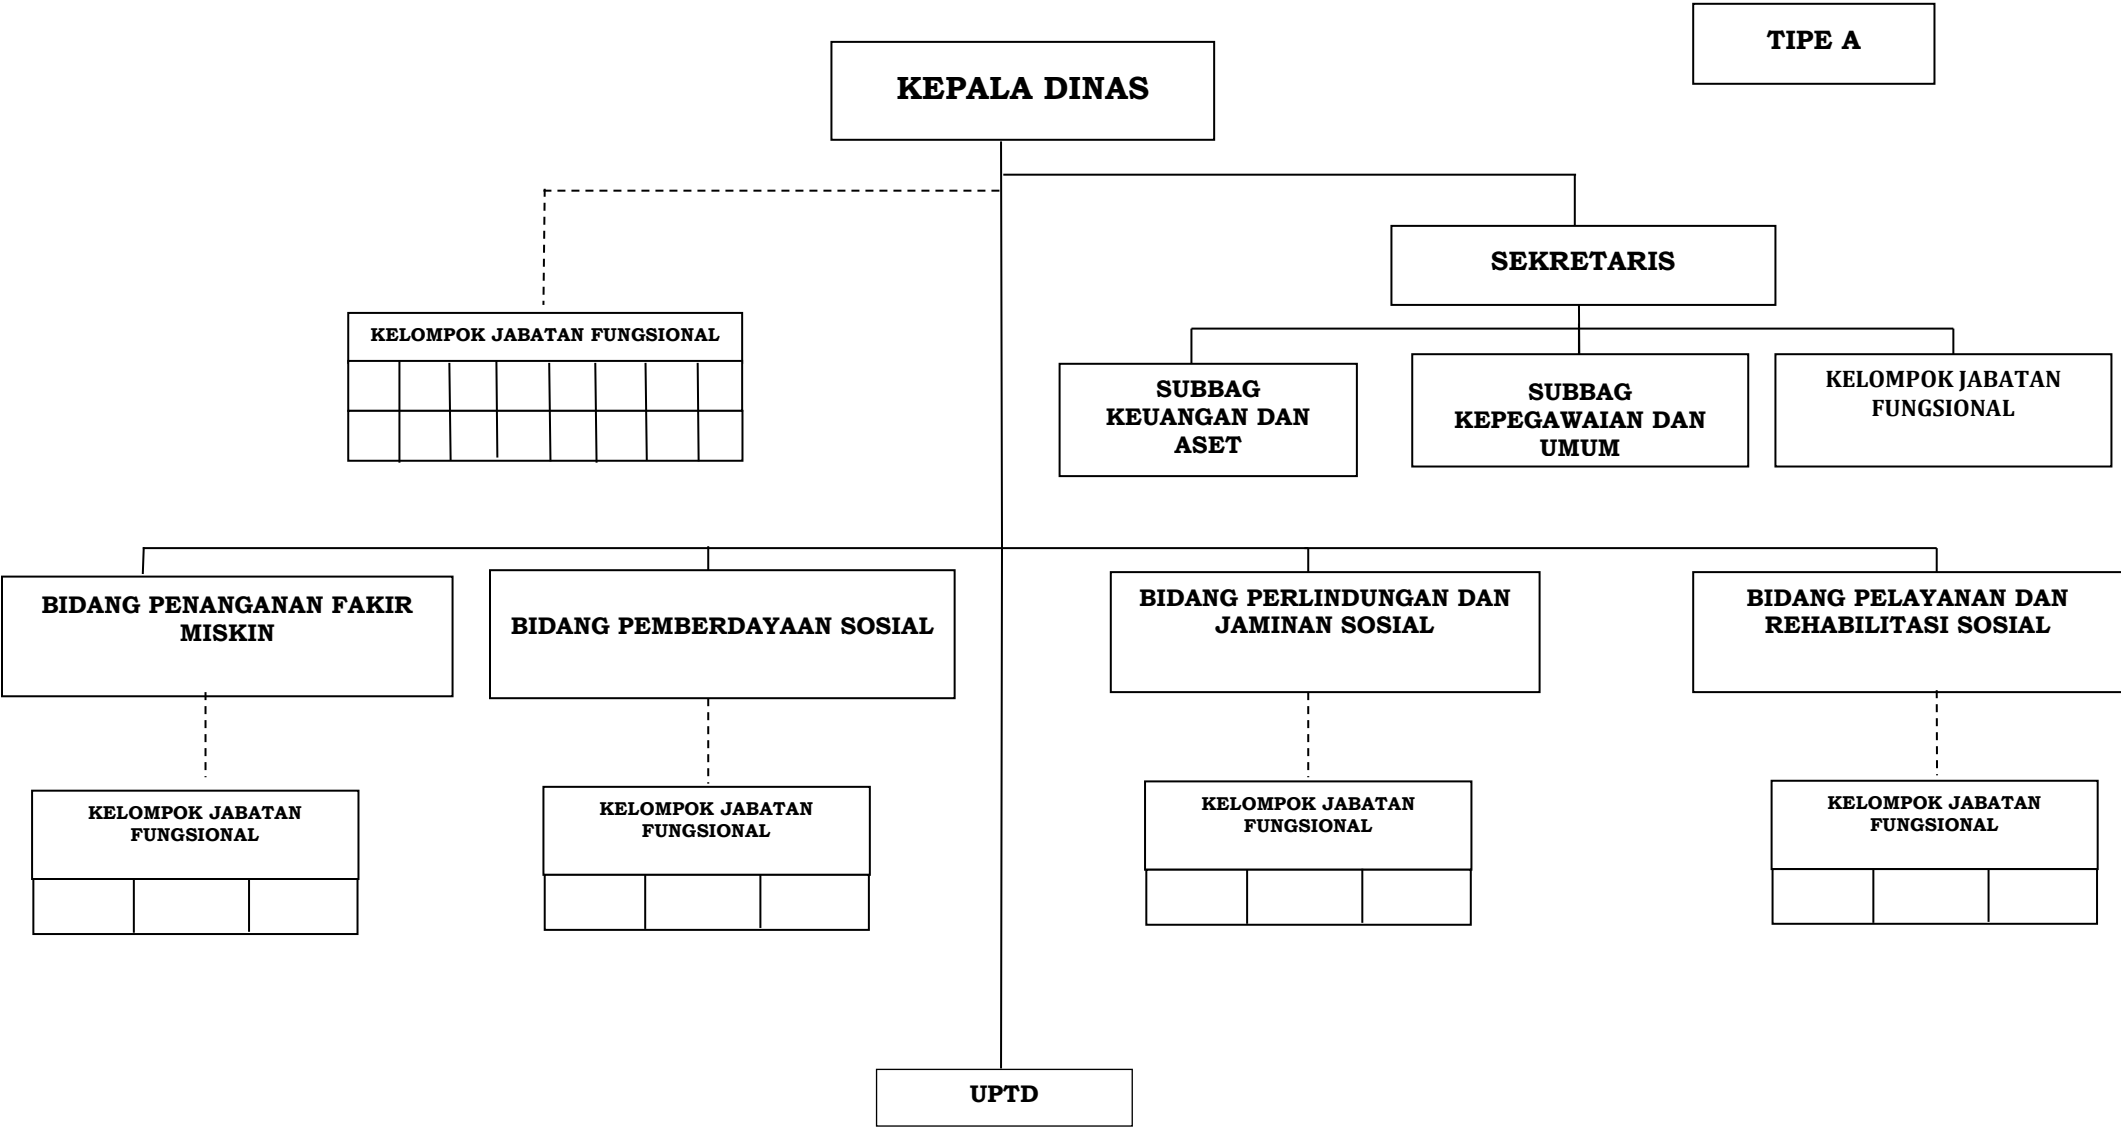 TIPE A
KEPALA DINAS
SEKRETARIS
KELOMPOK JABATAN FUNGSIONAL
SUBBAG
KEUANGAN DAN
ASET
SUBBAG
KEPEGAWAIAN DAN
UMUM
KELOMPOK JABATAN
FUNGSIONAL
BIDANG PENANGANAN FAKIR
MISKIN
BIDANG PEMBERDAYAAN SOSIAL
BIDANG PERLINDUNGAN DAN
JAMINAN SOSIAL
BIDANG PELAYANAN DAN
REHABILITASI SOSIAL
KELOMPOK JABATAN
FUNGSIONAL
KELOMPOK JABATAN
FUNGSIONAL
KELOMPOK JABATAN
FUNGSIONAL
KELOMPOK JABATAN
FUNGSIONAL
UPTD